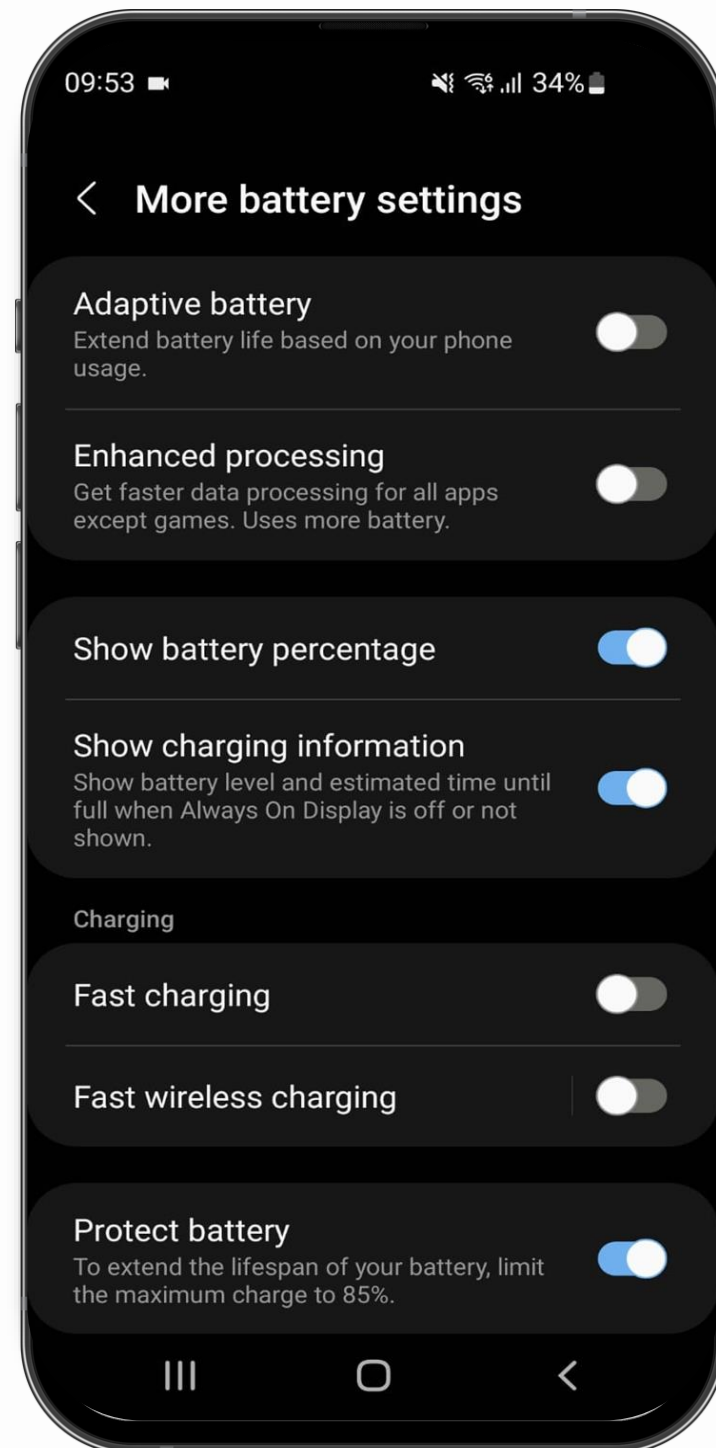 09:53
34%
More battery settings
Adaptive battery
Extend battery life based on your phone
usage.
Enhanced processing
Get faster data processing for all apps
except games. Uses more battery.
Show battery percentage
Show charging information
Show battery level and estimated time until
full when Always On Display is off or not
shown.
Charging
Fast charging
Fast wireless charging
Protect battery
To extend the lifespan of your battery, limit
the maximum charge to 85%.